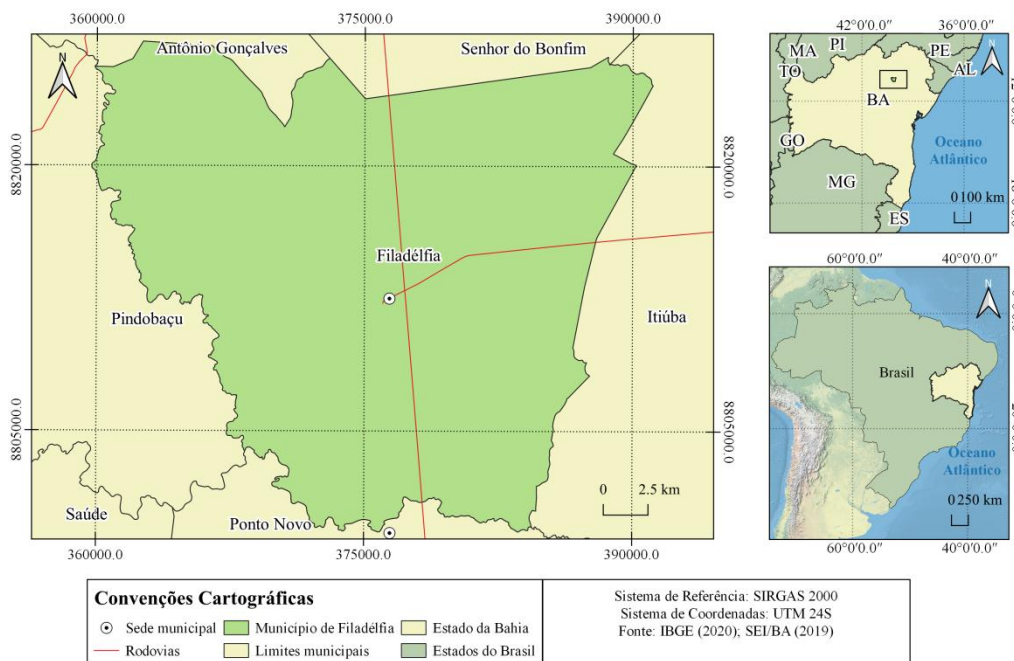 360000.0 375000.0 390000.0
Antônio Gonçalves
Senhor do Bonfim
N
8820000.0
8820000.0
Filadélfia
Pindobaçu
Itiúba
8805000.0
8805000.0
0 2.5 km
Saúde
Ponto Novo
360000.0 375000.0 390000.0
42°0'0.0" 36°0'0.0"
MA PI PE
TO AL
N
BA
GO
Oceano
Atlântico
MG
ES
0 100 km
60°0'0.0" 40°0'0.0"
N
Brasil
Oceano
Atlântico
0 250 km
60°0'0.0" 40°0'0.0"
Convenções Cartográficas
Sede municipal
Município de Filadélfia
Estado da Bahia
Rodovias
Limites municipais
Estados do Brasil
Sistema de Referência: SIRGAS 2000
Sistema de Coordenadas: UTM 24S
Fonte: IBGE (2020); SEI/BA (2019)